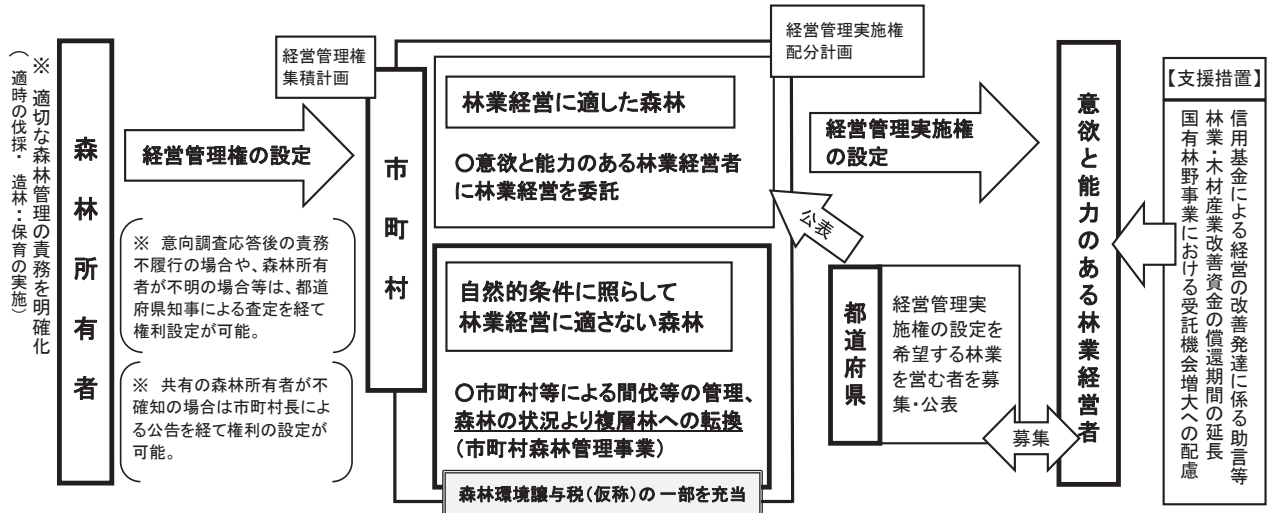 ※ 適切な森林管理の責務を明確化
（適時の伐採・造林：保育の実施）
森林所有者
経営管理権
集積計画
経営管理権の設定
※ 意向調査応答後の責務
不履行の場合や、森林所有
者が不明の場合等は、都道
府県知事による査定を経て
権利設定が可能。
※ 共有の森林所有者が不
確知の場合は市町村長によ
る公告を経て権利の設定が
可能。
市町村
林業経営に適した森林
○意欲と能力のある林業経営者
に林業経営を委託
自然的条件に照らして
林業経営に適さない森林
○市町村等による間伐等の管理、
森林の状況より複層林への転換
（市町村森林管理事業）
森林環境譲与税（仮称）の 一部を充当
経営管理実施権
配分計画
経営管理実施権
の設定
公表
都道府県
経営管理実
施権の設定を
希望する林業
を営む者を募
集・公表
募集
意欲と能力のある林業経営者
【支援措置】
信用基金による経営の改善発達に係る助言等
林業・木材産業改善資金の償還期間の延長
国有林野事業における受託機会増大への配慮